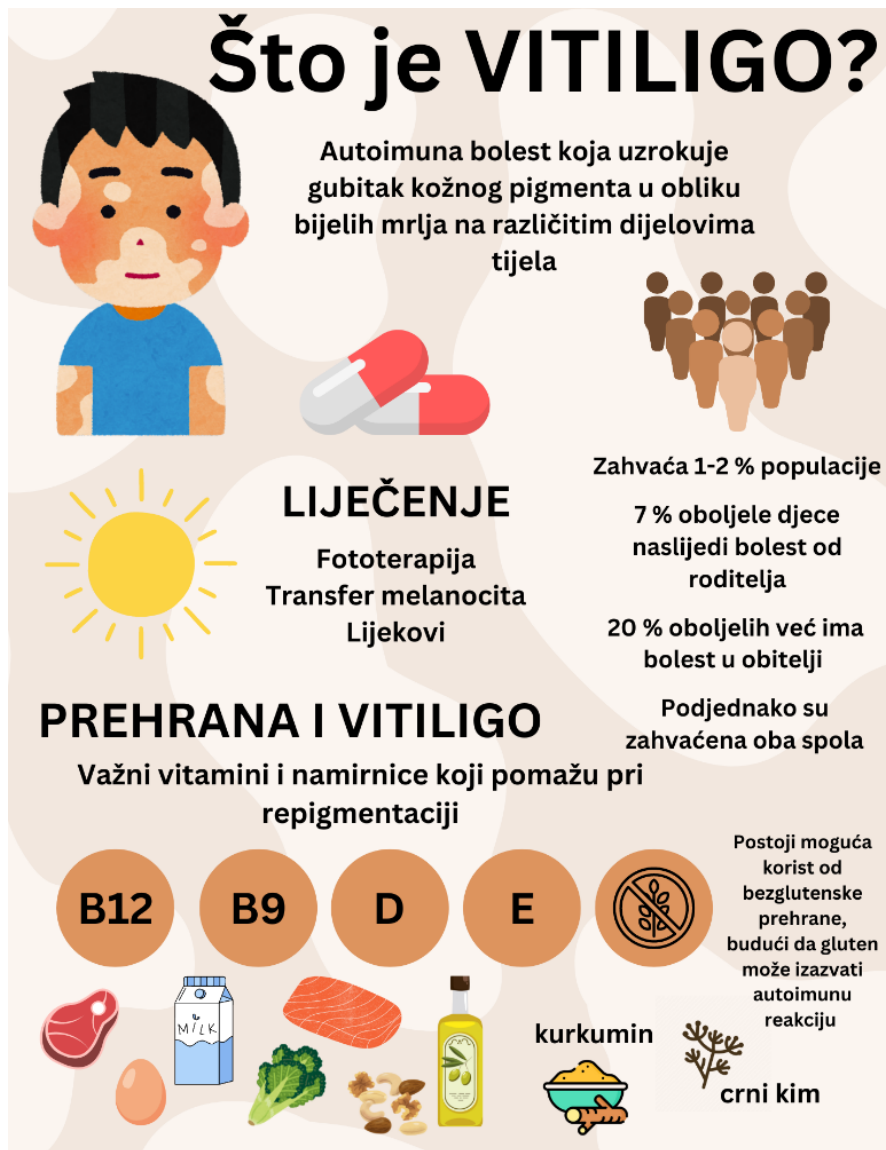 Što je VITILIGO?
Autoimuna bolest koja uzrokuje
gubitak kožnog pigmenta u obliku
bijelih mrlja na različitim dijelovima
tijela
Zahvaća 1-2 % populacije
7 % oboljele djece
naslijedi bolest od
roditelja
20 % oboljelih već ima
bolest u obitelji
Podjednako su
zahvaćena oba spola
LIJEČENJE
Fototerapija
Transfer melanocita
Lijekovi
PREHRANA I VITILIGO
Važni vitamini i namirnice koji pomažu pri
repigmentaciji
B12
B9
D
E
Postoji moguća
korist od
bezglutenske
prehrane,
budući da gluten
može izazvati
autoimunu
reakciju
MILK
kurkumin
crni kim